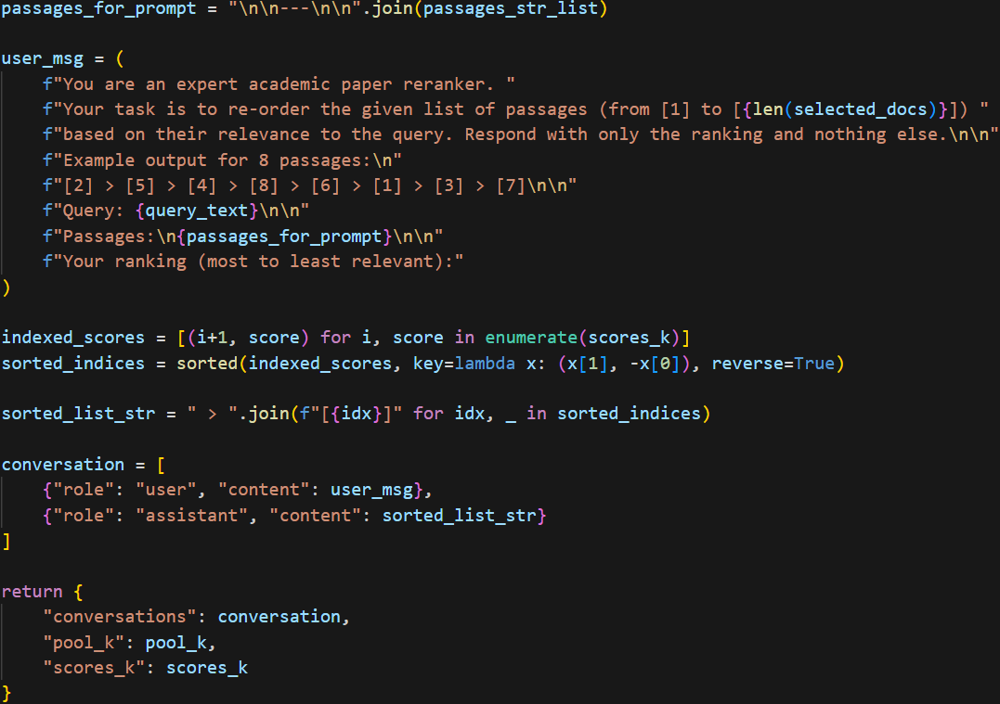 passages_for_prompt = "\n\n---\n\n".join(passages_str_list)
user_msg = (
    f"You are an expert academic paper reranker. "
    f"Your task is to re-order the given list of passages (from [1] to [{len(selected_docs)}]) "
    f"based on their relevance to the query. Respond with only the ranking and nothing else.\n\n"
    f"Example output for 8 passages:\n"
    f"[2] > [5] > [4] > [8] > [6] > [1] > [3] > [7]\n\n"
    f"Query: {query_text}\n\n"
    f"Passages:\n{passages_for_prompt}\n\n"
    f"Your ranking (most to least relevant):"
)
indexed_scores = [(i+1, score) for i, score in enumerate(scores_k)]
sorted_indices = sorted(indexed_scores, key=lambda x: (x[1], -x[0]), reverse=True)
sorted_list_str = " > ".join(f"[{idx}]" for idx, _ in sorted_indices)
conversation = [
    {"role": "user", "content": user_msg},
    {"role": "assistant", "content": sorted_list_str}
]
return {
    "conversations": conversation,
    "pool_k": pool_k,
    "scores_k": scores_k
}